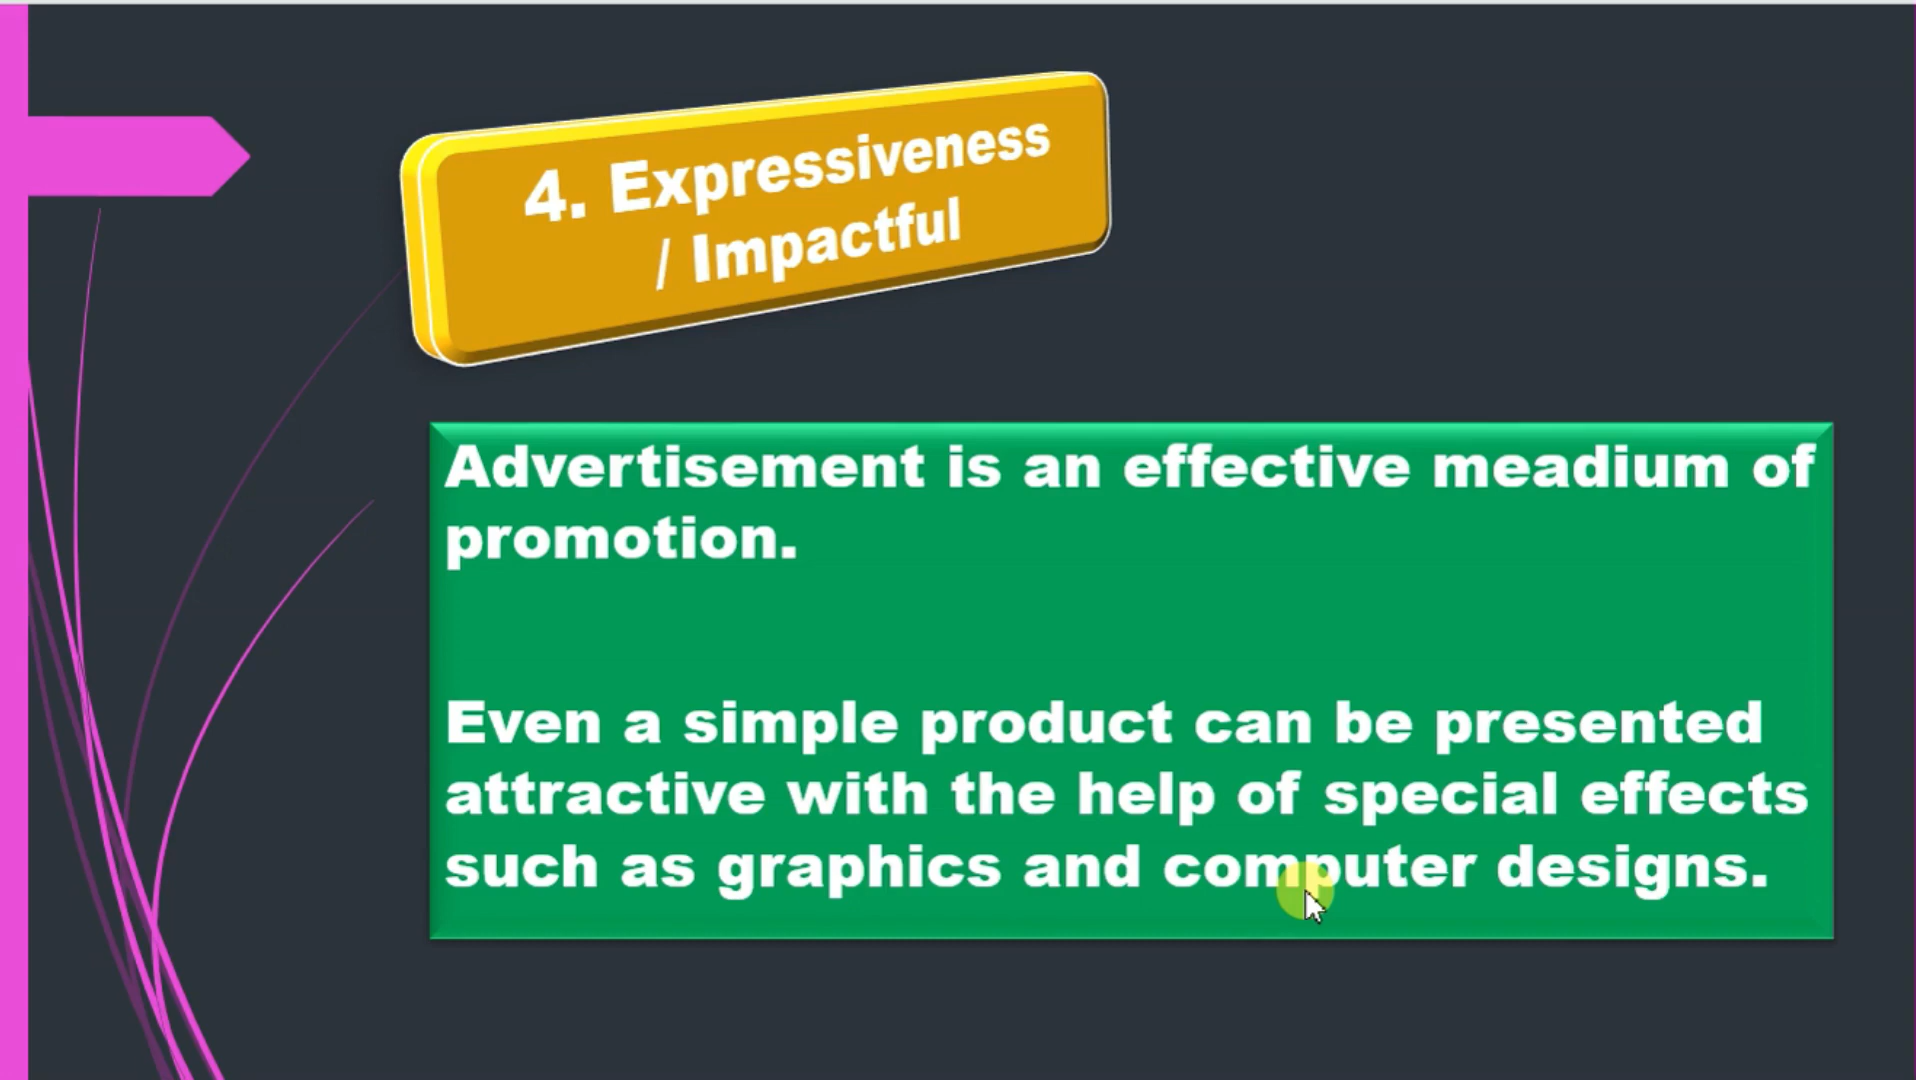 4. Expressiveness
/ Impactful
Advertisement is an effective meadium of
promotion.
Even a simple product can be presented
attractive with the help of special effects
such as graphics and computer designs.